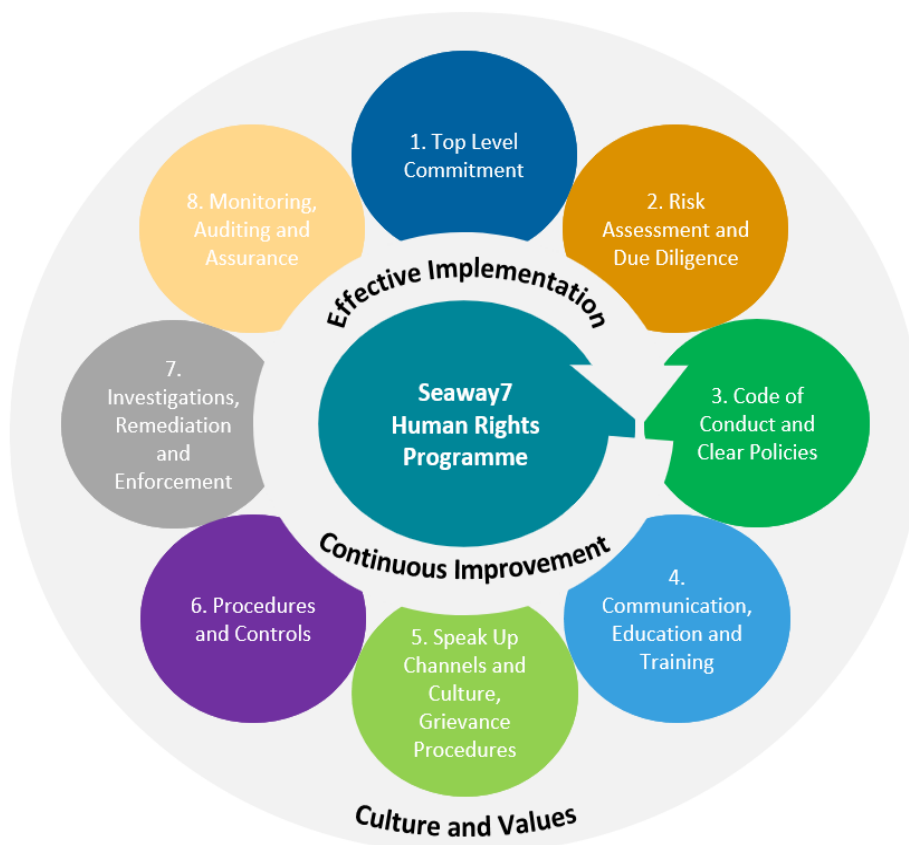 1. Top Level
Commitment
2. Risk
Assessment and
Due Diligence
3. Code of
Conduct and
Clear Policies
4.
Communication,
Education and
Training
5. Speak Up
Channels and
Culture,
Grievance
Procedures
6. Procedures
and Controls
7.
Investigations,
Remediation
and
Enforcement
8. Monitoring,
Auditing and
Assurance
Effective Implementation
Seaway7
Human Rights
Programme
Continuous Improvement
Culture and Values